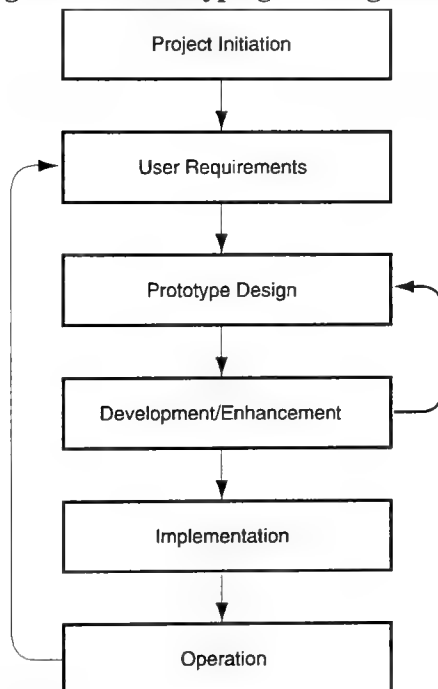 Project Initiation
User Requirements
Prototype Design
Development/Enhancement
Implementation
Operation